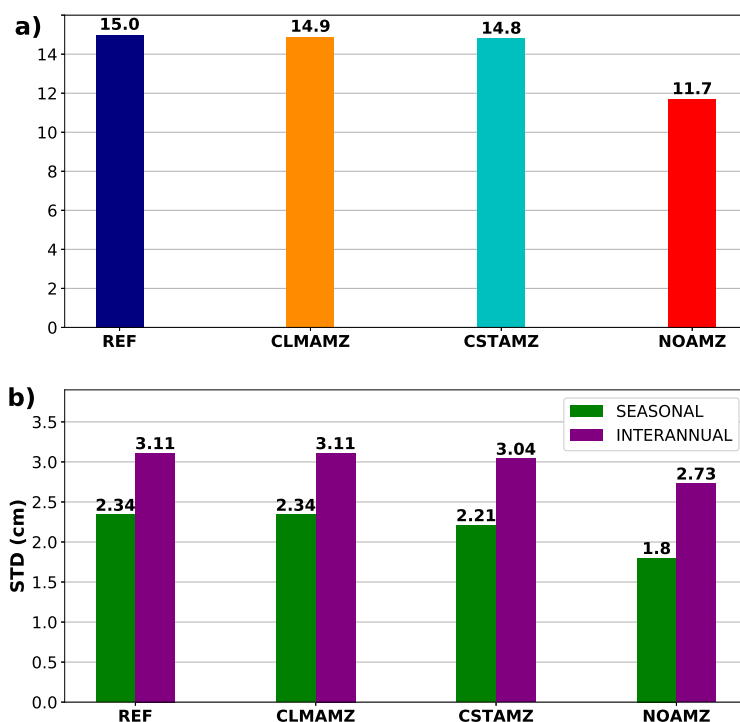 a)
15.0
14.9
14.8
11.7
14
12
10
8
6
4
2
0
REF CLMAMZ CSTAMZ NOAMZ
b)
SEASONAL
INTERANNUAL
STD (cm)
3.5
3.0
2.5
2.0
1.5
1.0
0.5
0.0
2.34 3.11 2.34 3.11 2.21 3.04 1.8 2.73
REF CLMAMZ CSTAMZ NOAMZ